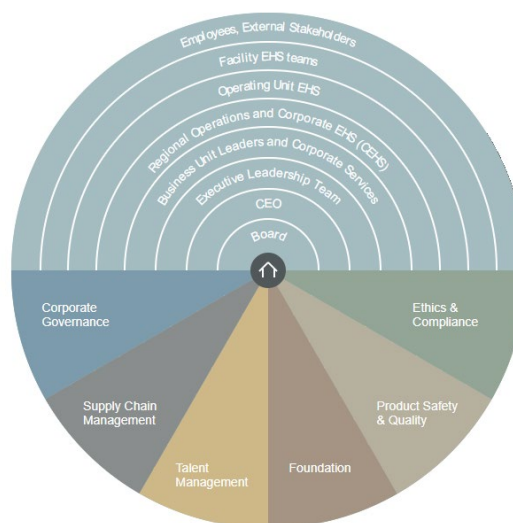 Employees, External Stakeholders
Facility EHS teams
Operating Unit EHS
Regional Operations and Corporate EHS (CEHS)
Business Unit Leaders and Corporate Services
Executive Leadership Team
CEO
Board
Corporate
Governance
Ethics &
Compliance
Supply Chain
Management
Product Safety
& Quality
Talent
Management
Foundation